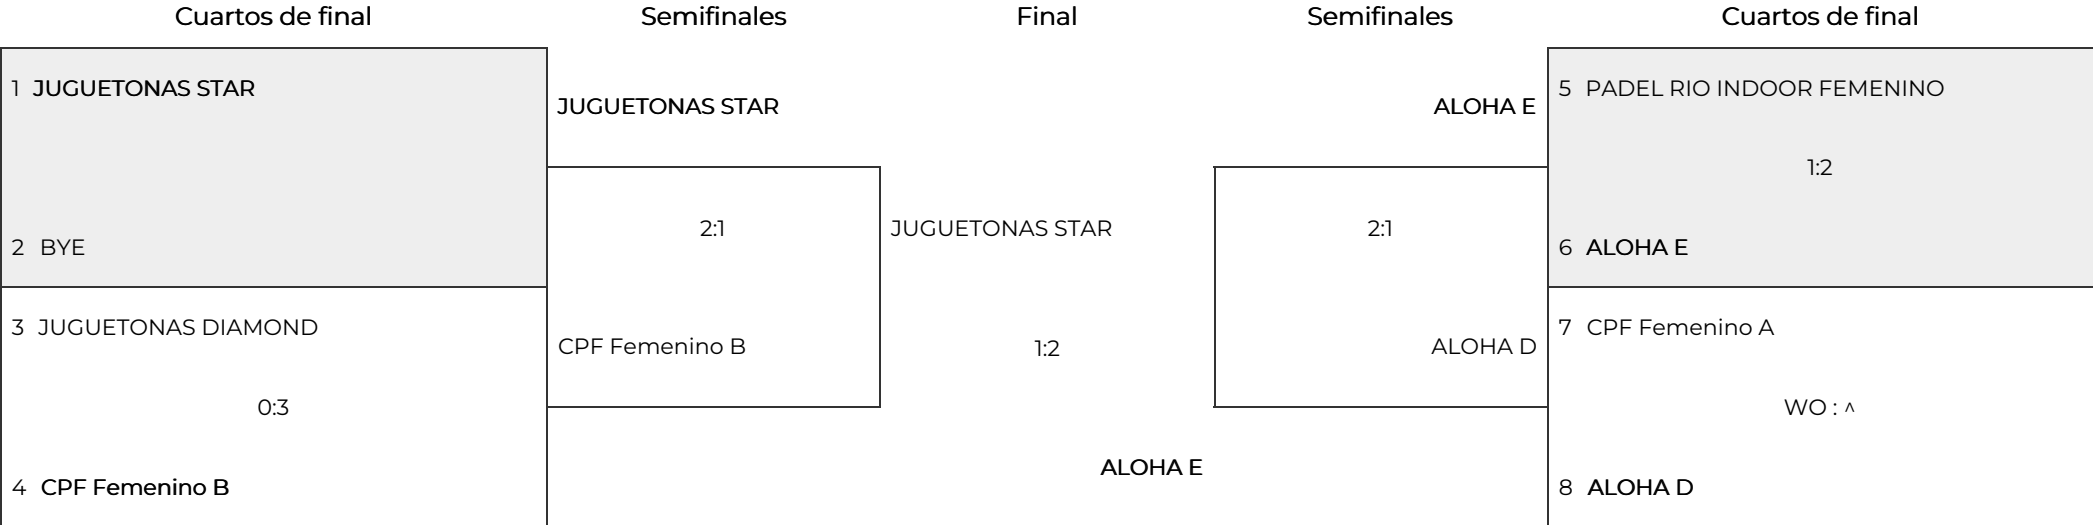 Cuartos de final
Semifinales
Final
Semifinales
Cuartos de final
1 JUGUETONAS STAR
2 BYE
3 JUGUETONAS DIAMOND
0:3
4 CPF Femenino B
JUGUETONAS STAR
2:1
CPF Femenino B
JUGUETONAS STAR
1:2
ALOHA E
ALOHA E
2:1
ALOHA D
5 PADEL RIO INDOOR FEMENINO
1:2
6 ALOHA E
7 CPF Femenino A
WO : ^
8 ALOHA D